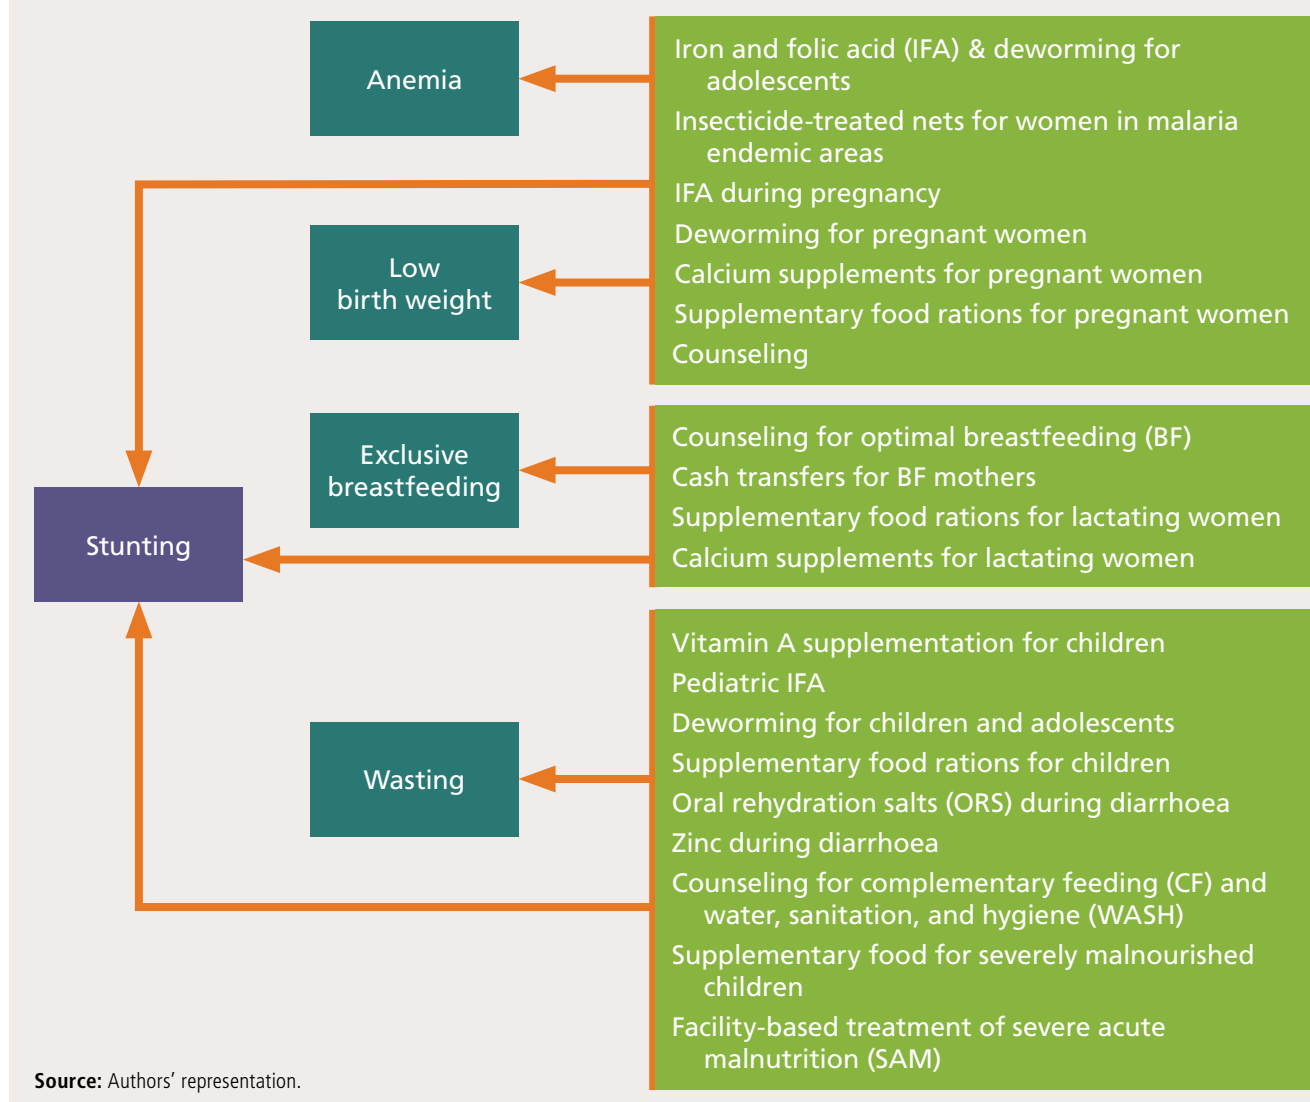 Anemia
Iron and folic acid (IFA) & deworming for
adolescents
Insecticide-treated nets for women in malaria
endemic areas
IFA during pregnancy
Deworming for pregnant women
Calcium supplements for pregnant women
Supplementary food rations for pregnant women
Counseling
Low
birth weight
Exclusive
breastfeeding
Counseling for optimal breastfeeding (BF)
Cash transfers for BF mothers
Supplementary food rations for lactating women
Calcium supplements for lactating women
Stunting
Wasting
Vitamin A supplementation for children
Pediatric IFA
Deworming for children and adolescents
Supplementary food rations for children
Oral rehydration salts (ORS) during diarrhoea
Zinc during diarrhoea
Counseling for complementary feeding (CF) and
water, sanitation, and hygiene (WASH)
Supplementary food for severely malnourished
children
Facility-based treatment of severe acute
malnutrition (SAM)
Source: Authors’ representation.